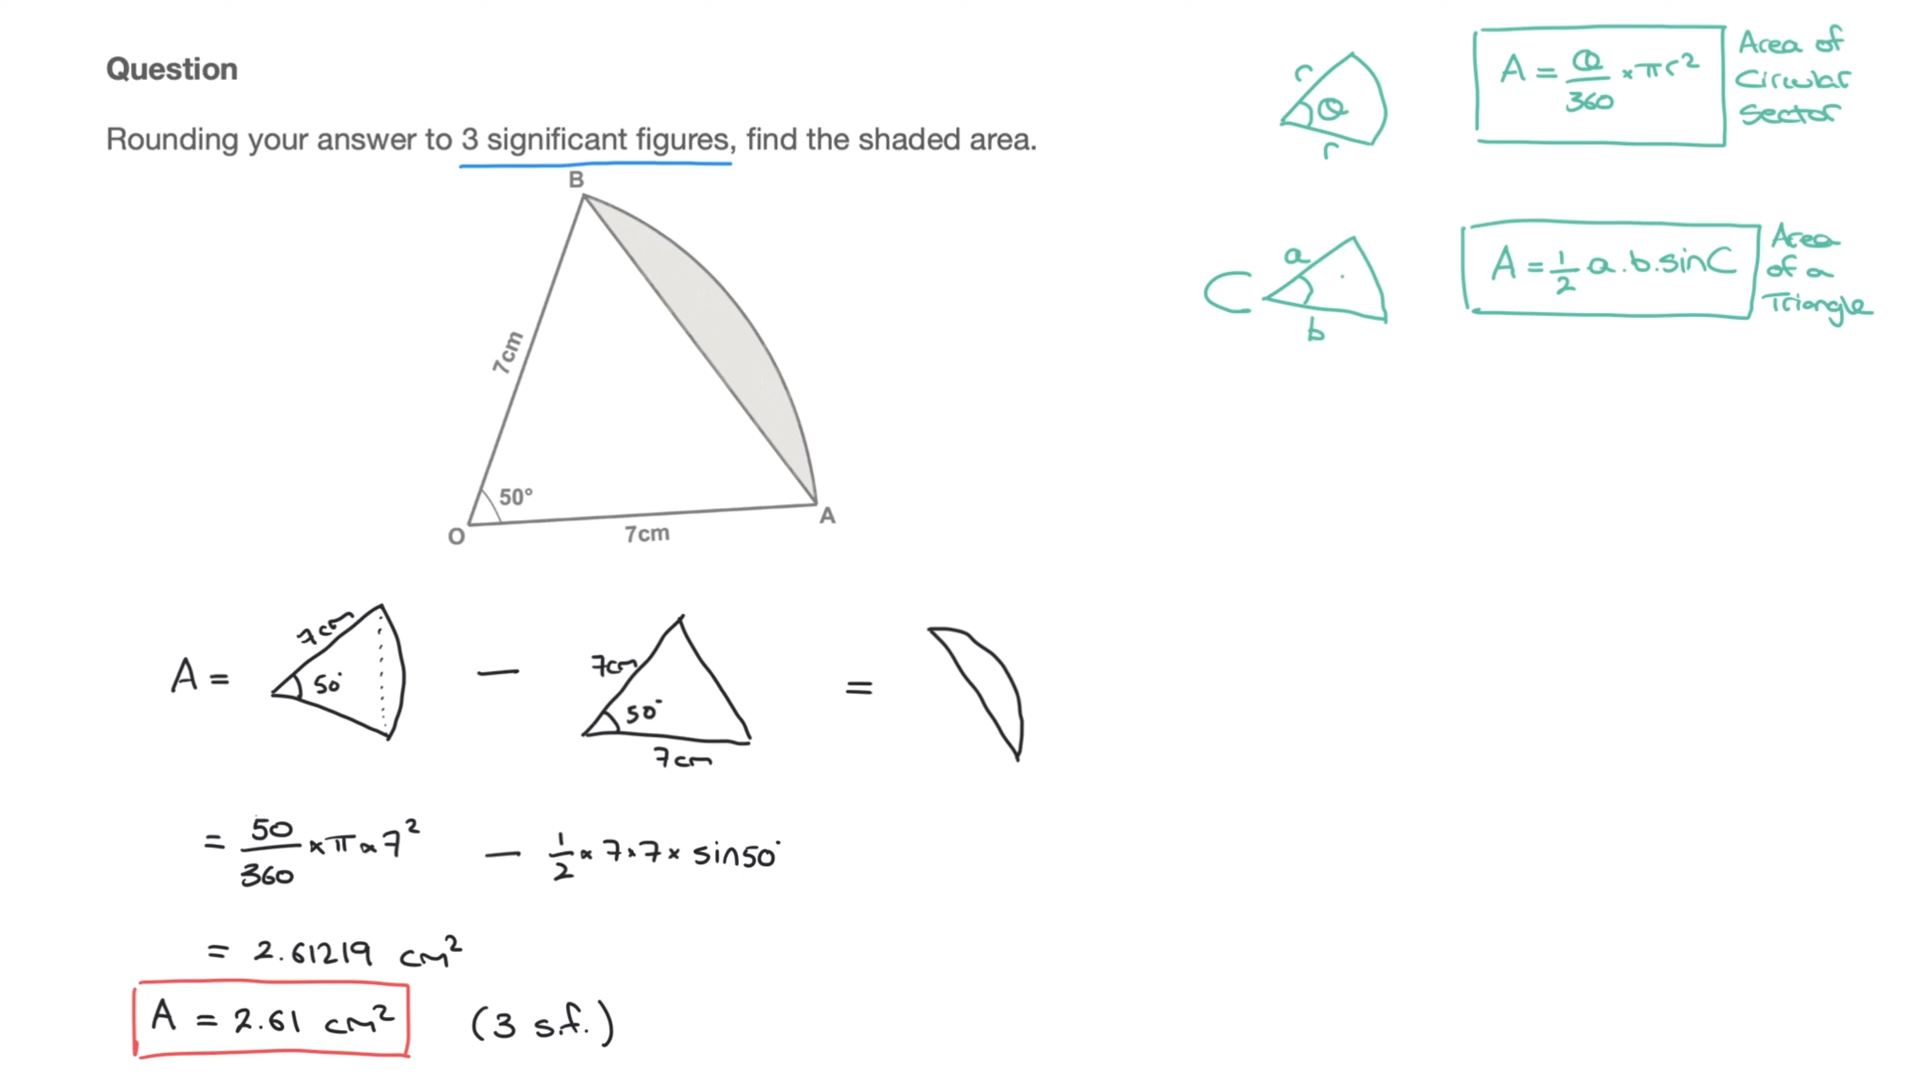 Question
Rounding your answer to 3 significant figures, find the shaded area.
B
7cm
50°
O
7cm
A
r
θ
r
A = θ/360 × πr²
Area of
Circular
Sector
a
C
b
A = 1/2 a.b.sinC
Area
of a
Triangle
A = 7cm 50° − 7cm 50° 7cm =
= 50/360 × π × 7² − 1/2 × 7 × 7 × sin50°
= 2.61219 cm²
A = 2.61 cm² (3 s.f.)